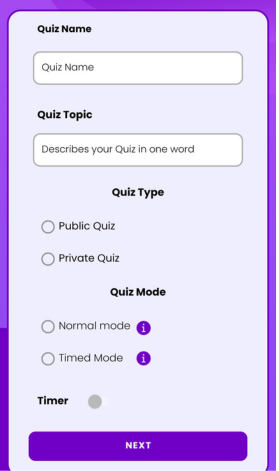 Quiz Name
Quiz Name
Quiz Topic
Describes your Quiz in one word
Quiz Type
Public Quiz
Private Quiz
Quiz Mode
Normal mode i
Timed Mode i
Timer
NEXT